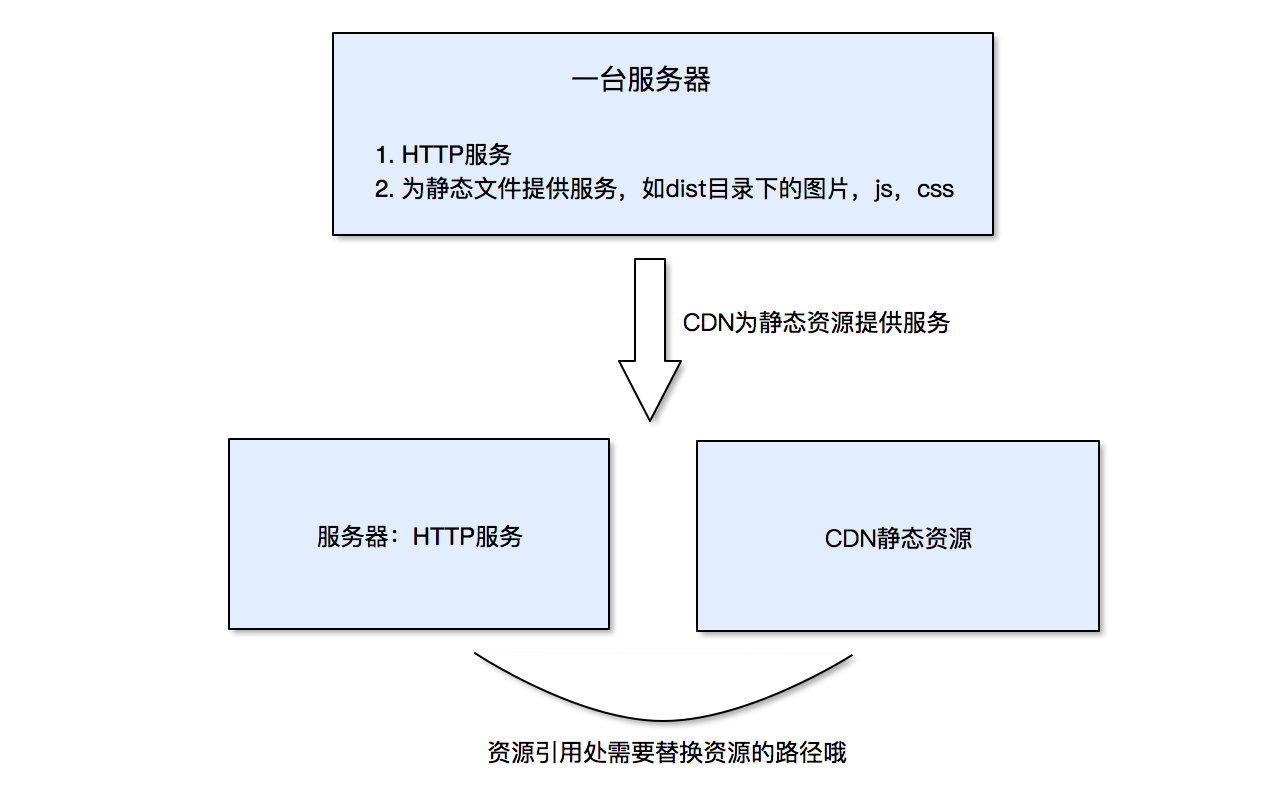 一台服务器
1. HTTP服务
2. 为静态文件提供服务，如dist目录下的图片，js，css
CDN为静态资源提供服务
服务器：HTTP服务
CDN静态资源
资源引用处需要替换资源的路径哦